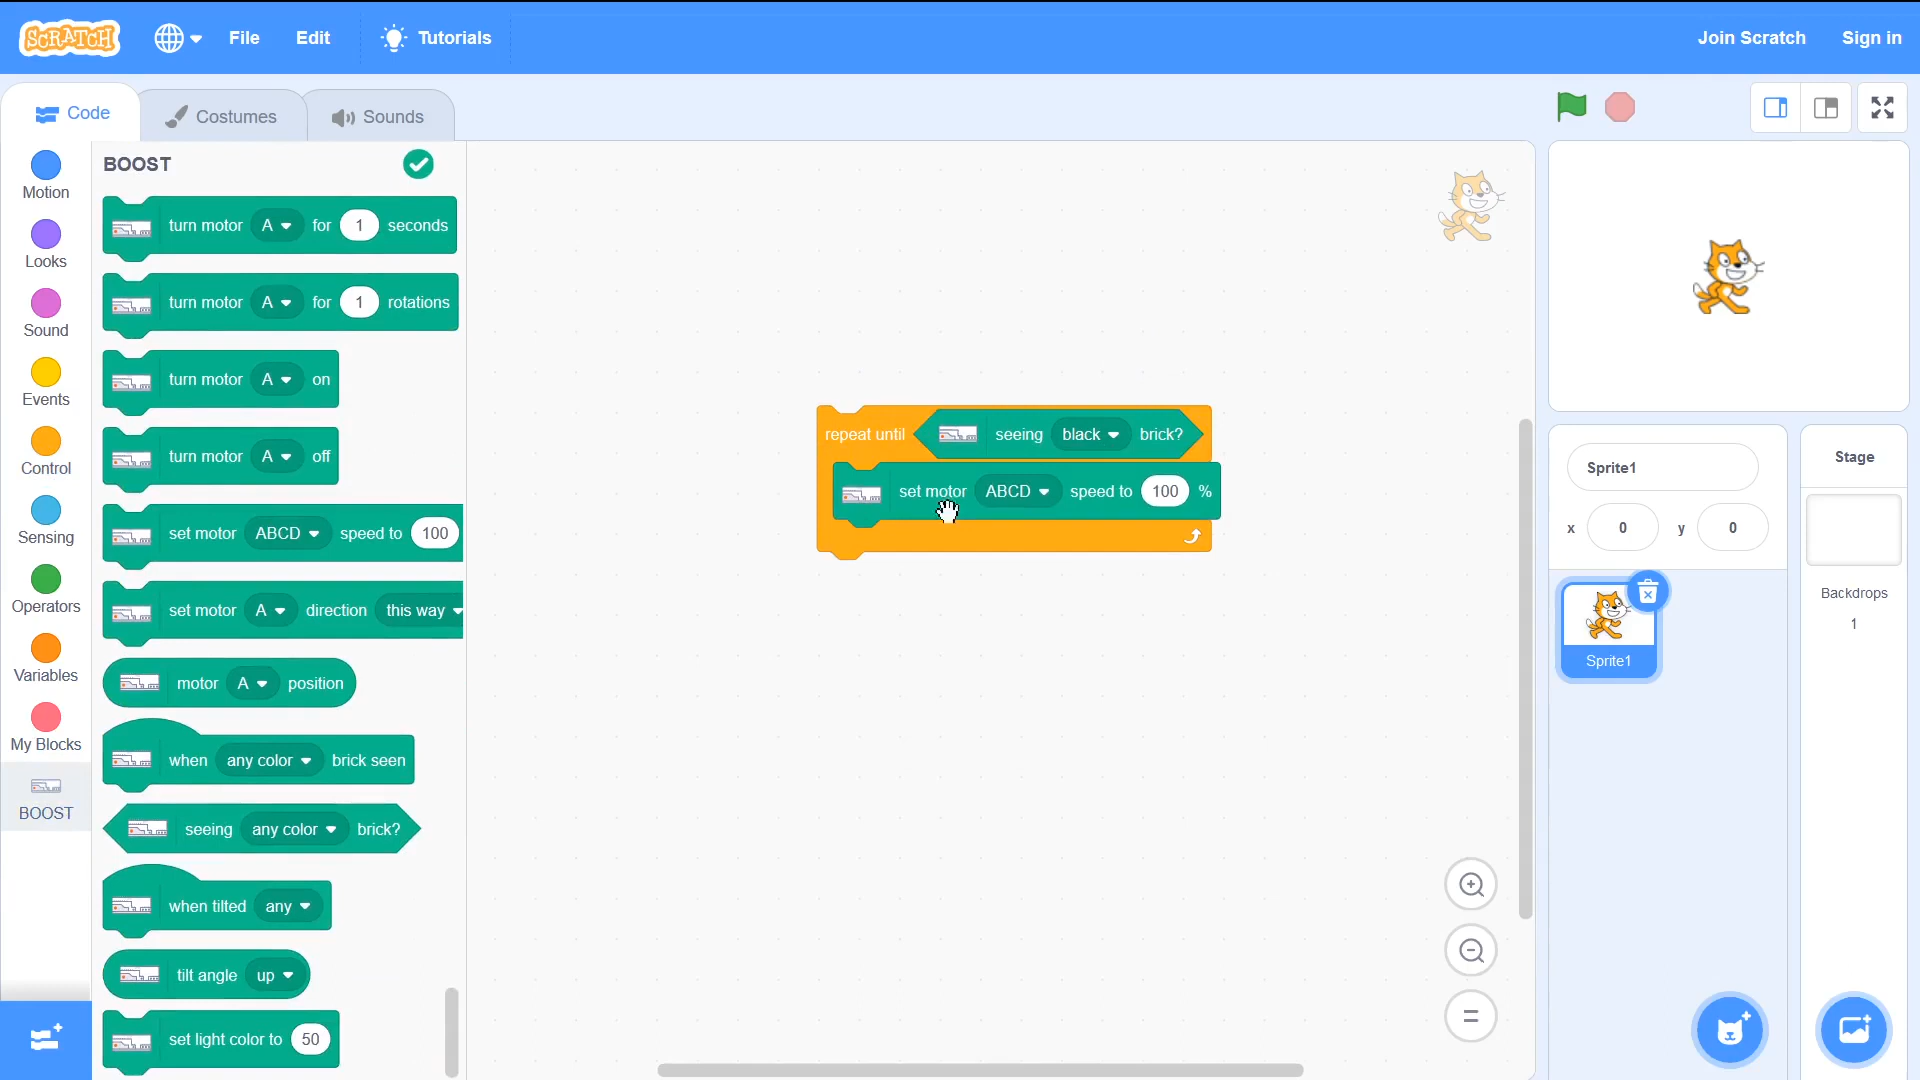 SCRATCH File Edit Tutorials Join Scratch Sign in
Code Costumes Sounds
Motion
Looks
Sound
Events
Control
Sensing
Operators
Variables
My Blocks
BOOST
BOOST
turn motor A for 1 seconds
turn motor A for 1 rotations
turn motor A on
turn motor A off
set motor ABCD speed to 100
set motor A direction this way
motor A position
when any color brick seen
seeing any color brick?
when tilted any
tilt angle up
set light color to 50
repeat until seeing black brick?
set motor ABCD speed to 100 %
Sprite1
x 0 y 0
Sprite1
Stage
Backdrops
1